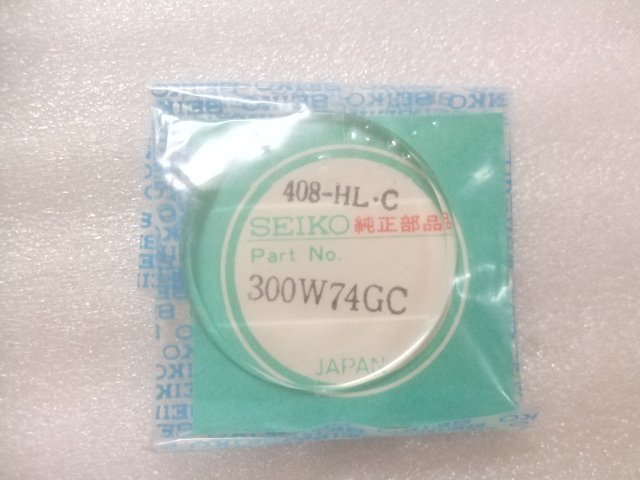 408-HL·C
SEIKO 純正部品
Part No.
300W74GC
JAPAN